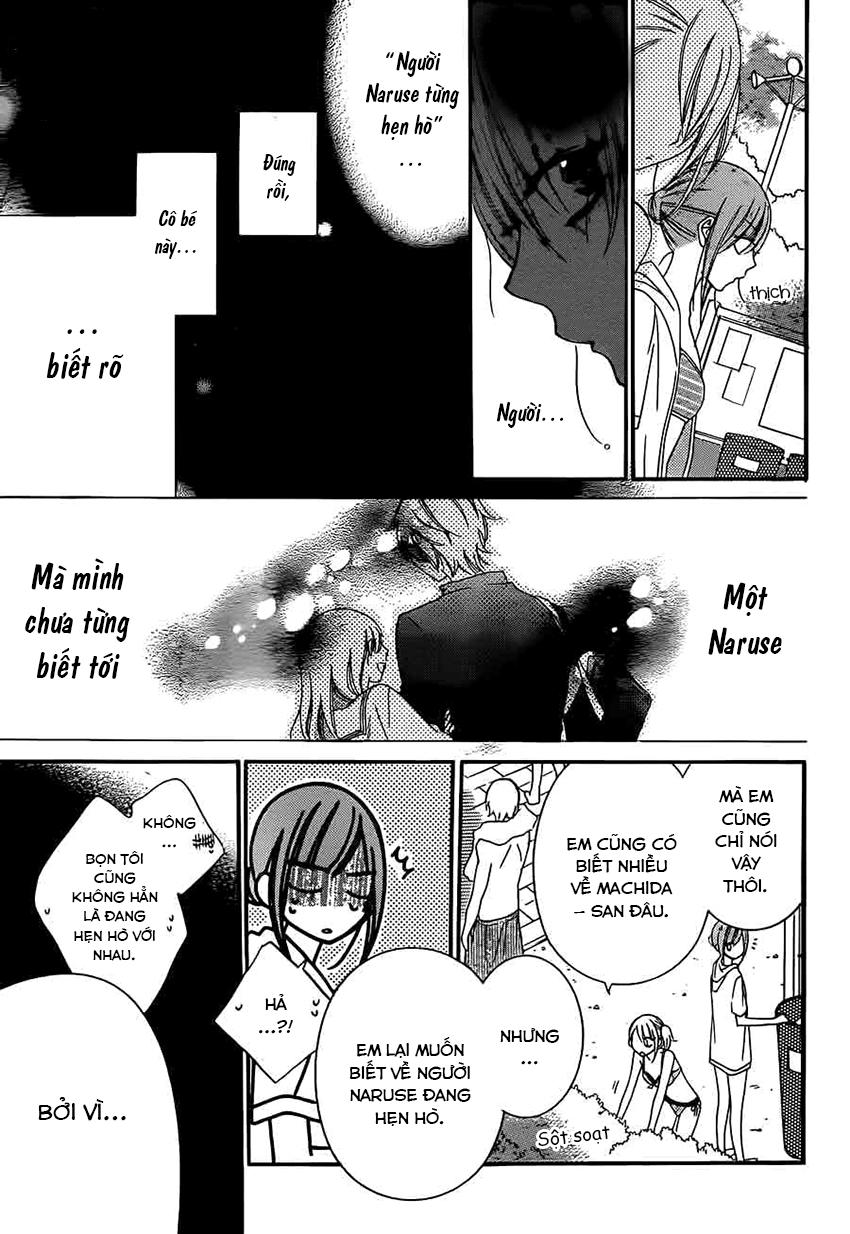 thịch
"Người
Naruse từng
hẹn hò"
...
Người...
Đúng
rồi,
Cô bé
này...
...
biết rõ
Một
Naruse
Mà mình
chưa từng
biết tới
MÀ EM
CŨNG
CHỈ NÓI
VẬY
THÔI.
EM CŨNG CÓ
BIẾT NHIỀU
VỀ MACHIDA
– SAN ĐÂU.
Sột soạt
NHƯNG
...
EM LẠI MUỐN
BIẾT VỀ NGƯỜI
NARUSE ĐANG
HẸN HÒ.
HẢ
...?!
KHÔNG
...
BỌN TÔI
CŨNG
KHÔNG HẲN
LÀ ĐANG
HẸN HÒ VỚI
NHAU.
BỞI VÌ...